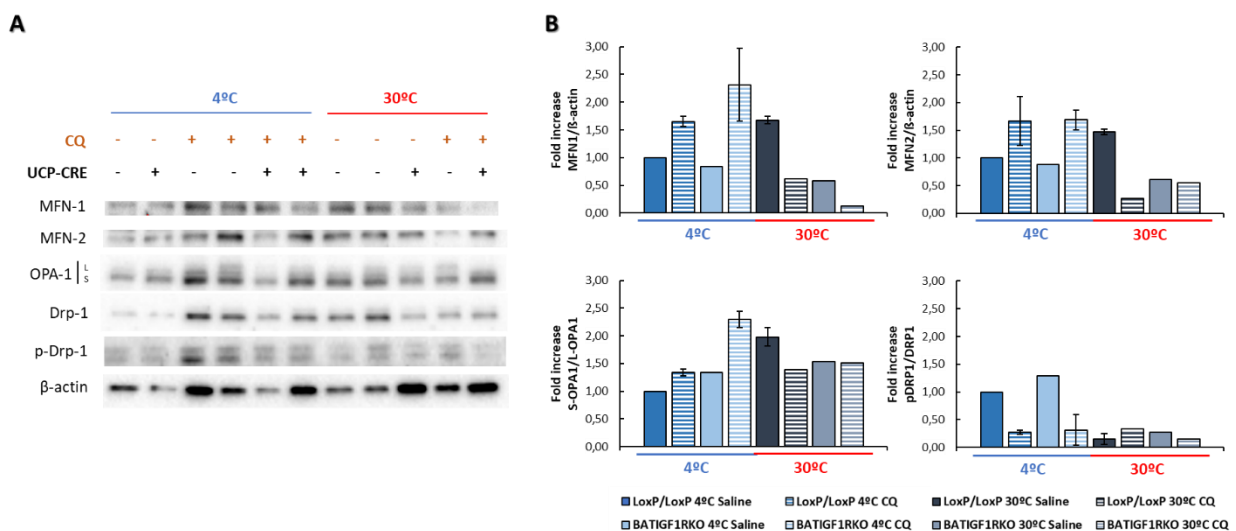 A
4ºC 30ºC
CQ - - + + + + - - - + +
UCP-CRE - + - - + + - - + - +
MFN-1
MFN-2
OPA-1 L
S
Drp-1
p-Drp-1
β-actin
B
Fold increase
MFN1/ß-actin
3,00
2,50
2,00
1,50
1,00
0,50
0,00
4ºC 30ºC
Fold increase
MFN2/ß-actin
3,00
2,50
2,00
1,50
1,00
0,50
0,00
4ºC 30ºC
Fold increase
S-OPA1/L-OPA1
3,00
2,50
2,00
1,50
1,00
0,50
0,00
4ºC 30ºC
Fold increase
pDRP1/DRP1
3,00
2,50
2,00
1,50
1,00
0,50
0,00
4ºC 30ºC
LoxP/LoxP 4ºC Saline LoxP/LoxP 4ºC CQ LoxP/LoxP 30ºC Saline LoxP/LoxP 30ºC CQ
BATIGF1RKO 4ºC Saline BATIGF1RKO 4ºC CQ BATIGF1RKO 30ºC Saline BATIGF1RKO 30ºC CQ